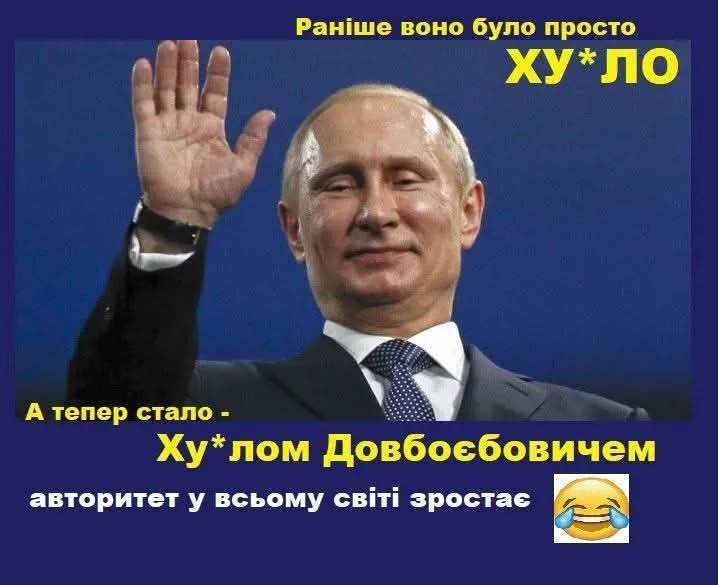 Раніше воно було просто
ХУ*ЛО
А тепер стало -
Ху*лом Довбоєбовичем
авторитет у всьому світі зростає